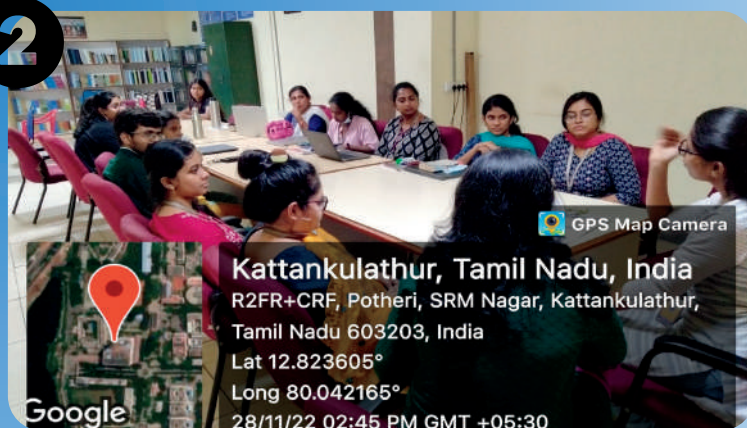 2
GPS Map Camera
Kattankulathur, Tamil Nadu, India
R2FR+CRF, Potheri, SRM Nagar, Kattankulathur,
Tamil Nadu 603203, India
Lat 12.823605°
Long 80.042165°
28/11/22 02:45 PM GMT +05:30
Google